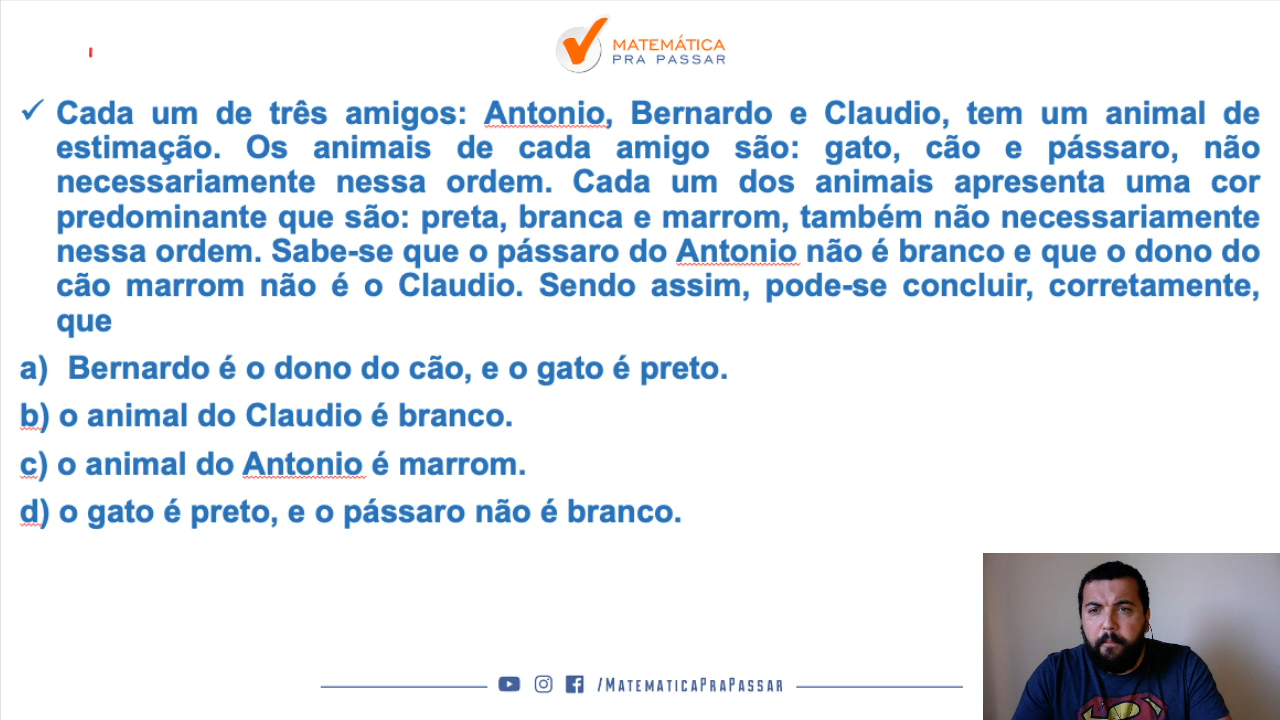 MATEMÁTICA
PRA PASSAR
✓ Cada um de três amigos: Antonio, Bernardo e Claudio, tem um animal de
estimação. Os animais de cada amigo são: gato, cão e pássaro, não
necessariamente nessa ordem. Cada um dos animais apresenta uma cor
predominante que são: preta, branca e marrom, também não necessariamente
nessa ordem. Sabe-se que o pássaro do Antonio não é branco e que o dono do
cão marrom não é o Claudio. Sendo assim, pode-se concluir, corretamente,
que
a) Bernardo é o dono do cão, e o gato é preto.
b) o animal do Claudio é branco.
c) o animal do Antonio é marrom.
d) o gato é preto, e o pássaro não é branco.
/MATEMATICAPRAPASSAR